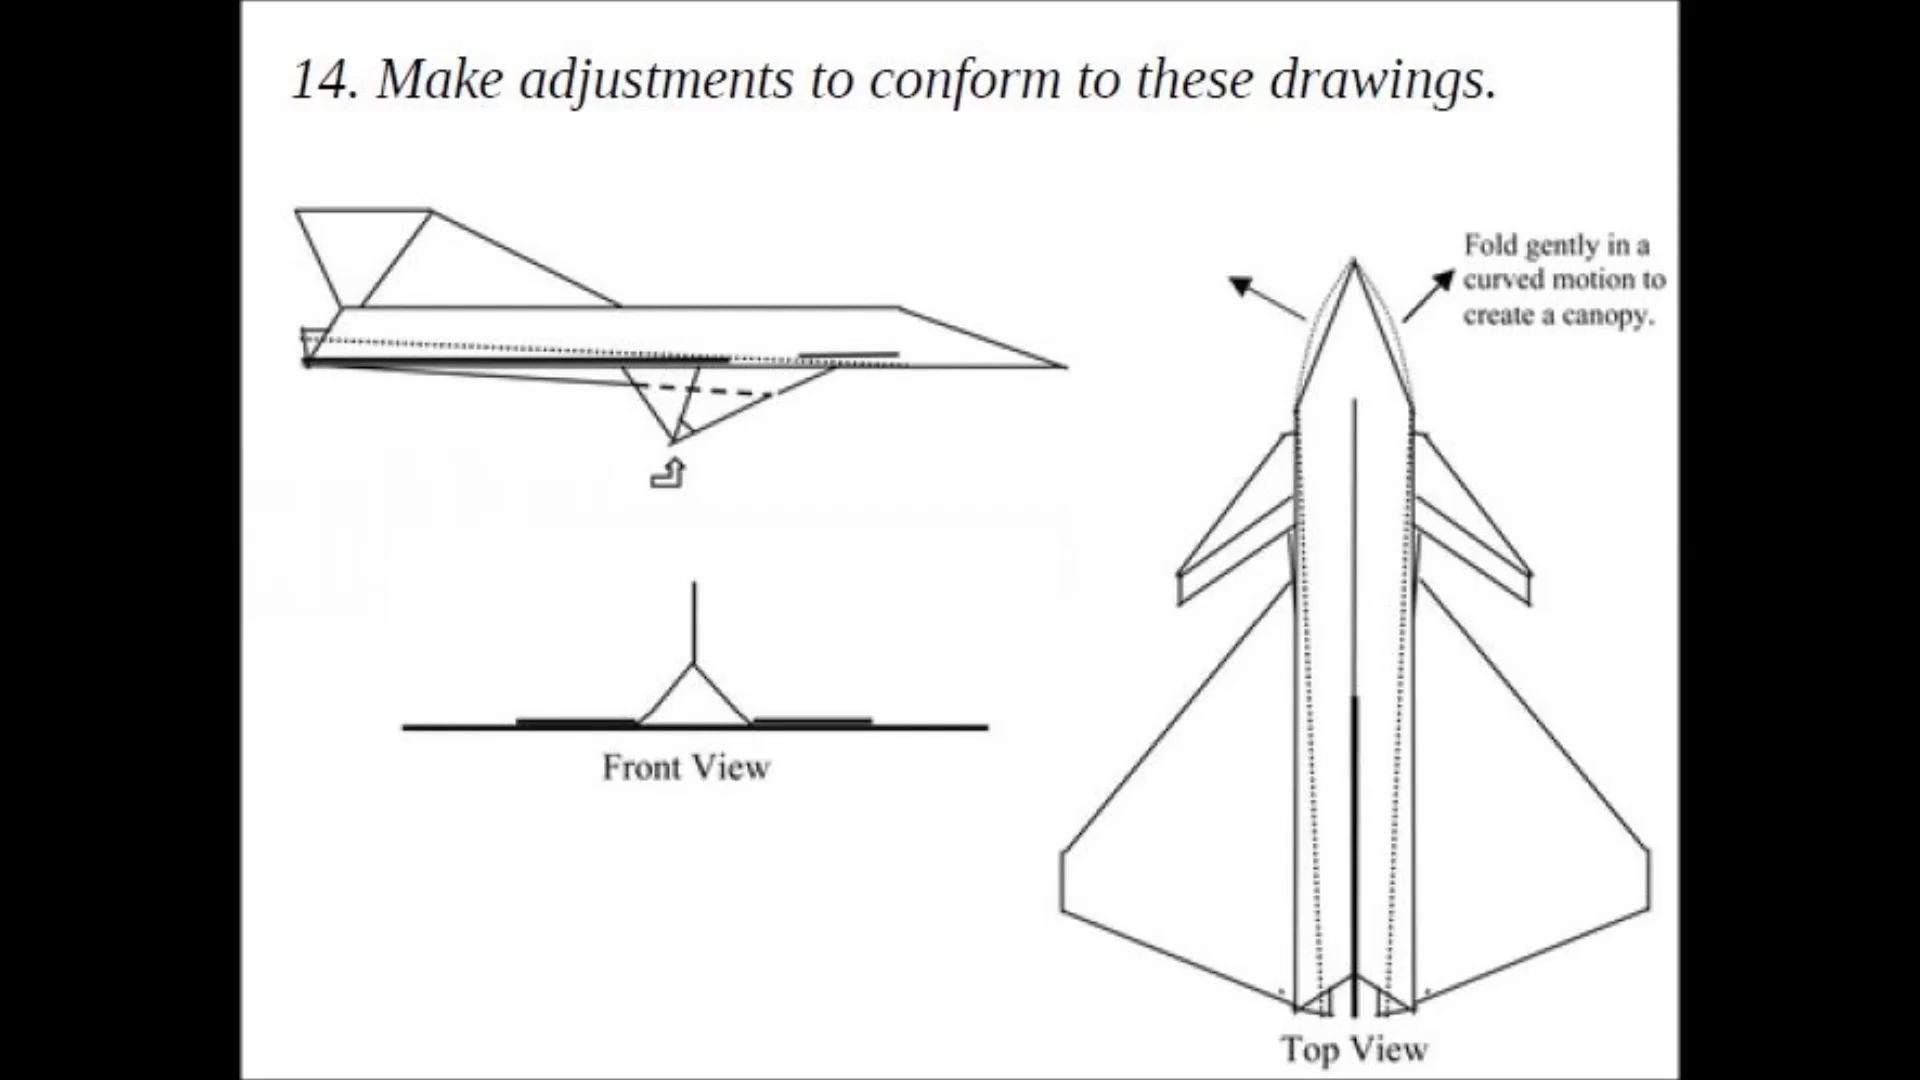 14. Make adjustments to conform to these drawings.
Fold gently in a
curved motion to
create a canopy.
Front View
Top View